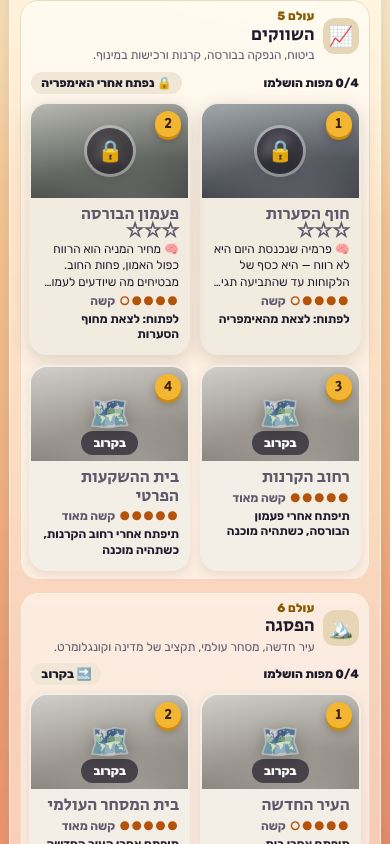 עולם 5
השווקים
ביטוח, הנפקה בבורסה, קרנות ורכישות במינוף.
0/4 מפות הושלמו
🔒 נפתח אחרי האימפריה
1
חוף הסערות
☆☆☆
🧠 פרמיה שנכנסת היום היא
לא רווח — היא כסף של
הלקוחות עד שהתביעה תגי...
קשה
לפתוח: לצאת מהאימפריה
2
פעמון הבורסה
☆☆☆
🧠 מחיר המניה הוא הרווח
כפול האמון, פחות החוב.
מבטיחים מה שיודעים לעמו...
קשה
לפתוח: לצאת מחוף
הסערות
3
בקרוב
רחוב הקרנות
קשה מאוד
תיפתח אחרי פעמון
הבורסה, כשתהיה מוכנה
4
בקרוב
בית ההשקעות
הפרטי
קשה מאוד
תיפתח אחרי רחוב הקרנות,
כשתהיה מוכנה
עולם 6
הפסגה
עיר חדשה, מסחר עולמי, תקציב של מדינה וקונגלומרט.
0/4 מפות הושלמו
🔜 בקרוב
1
בקרוב
העיר החדשה
קשה
2
בקרוב
בית המסחר העולמי
קשה מאוד